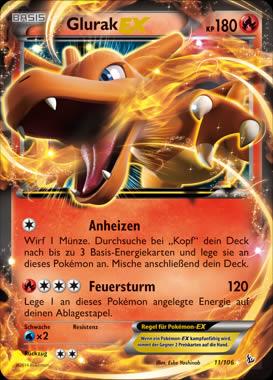 BASIS
Glurak EX KP180
Anheizen
Wirf 1 Münze. Durchsuche bei „Kopf" dein Deck
nach bis zu 3 Basis-Energiekarten und lege sie an
dieses Pokémon an. Mische anschließend dein Deck.
Feuersturm 120
Lege 1 an dieses Pokémon angelegte Energie auf
deinen Ablagestapel.
Schwäche Resistenz
×2
Rückzug
Regel für Pokémon-EX
Wenn ein Pokémon-EX kampfunfähig wird,
nimmt der Gegner 2 Preiskarten auf die Hand.
Illus. Eske Yoshinob
11/106